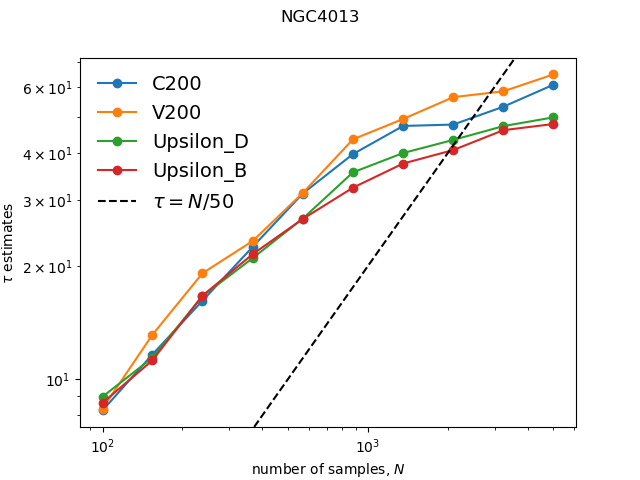 NGC4013
C200
V200
Upsilon_D
Upsilon_B
τ = N/50
τ estimates
6 × 10¹
4 × 10¹
3 × 10¹
2 × 10¹
10¹
10²
10³
number of samples, N